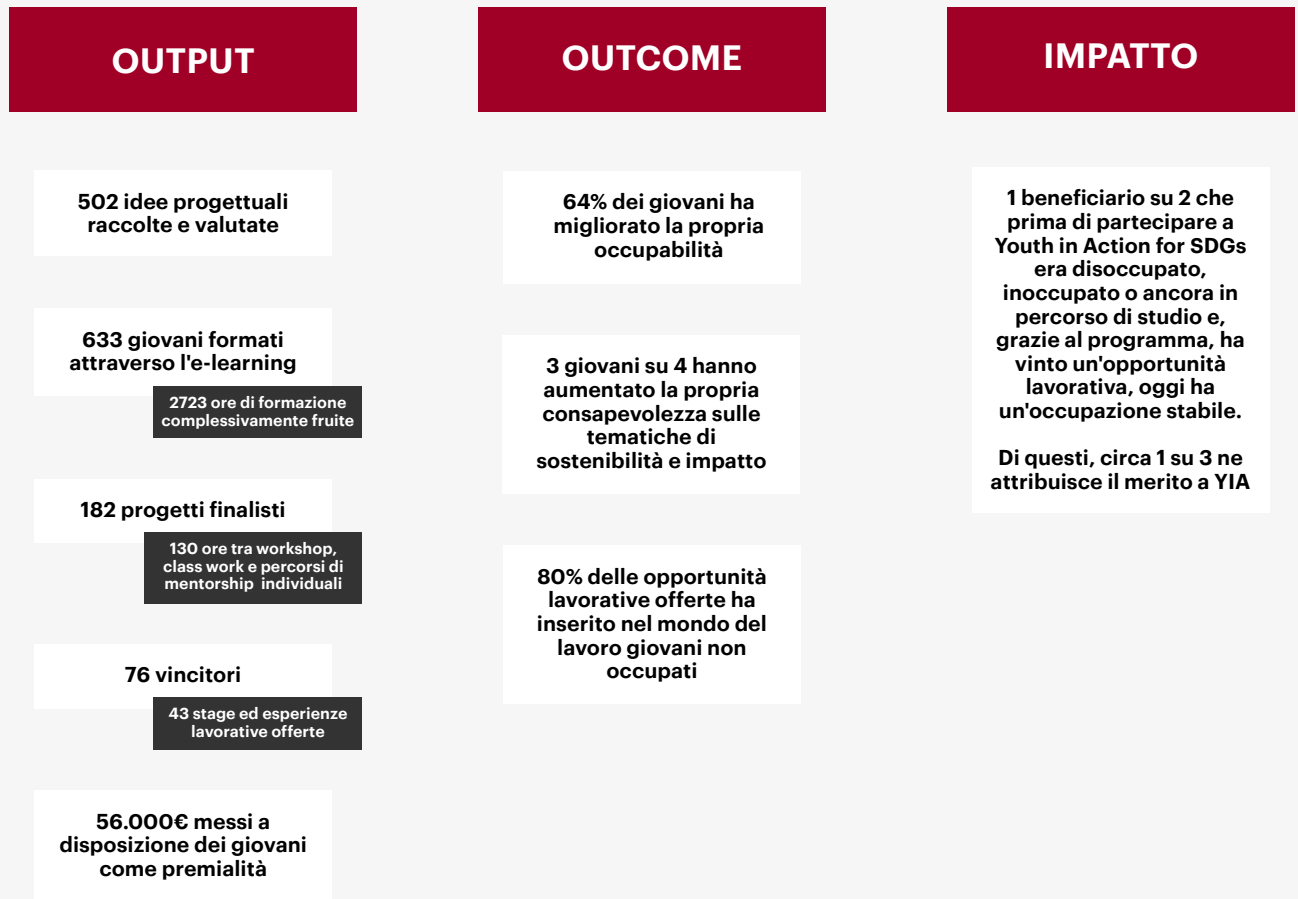 OUTPUT
502 idee progettuali
raccolte e valutate
633 giovani formati
attraverso l'e-learning
2723 ore di formazione
complessivamente fruite
182 progetti finalisti
130 ore tra workshop,
class work e percorsi di
mentorship individuali
76 vincitori
43 stage ed esperienze
lavorative offerte
56.000€ messi a
disposizione dei giovani
come premialità
OUTCOME
64% dei giovani ha
migliorato la propria
occupabilità
3 giovani su 4 hanno
aumentato la propria
consapevolezza sulle
tematiche di
sostenibilità e impatto
80% delle opportunità
lavorative offerte ha
inserito nel mondo del
lavoro giovani non
occupati
IMPATTO
1 beneficiario su 2 che
prima di partecipare a
Youth in Action for SDGs
era disoccupato,
inoccupato o ancora in
percorso di studio e,
grazie al programma, ha
vinto un'opportunità
lavorativa, oggi ha
un'occupazione stabile.
Di questi, circa 1 su 3 ne
attribuisce il merito a YIA